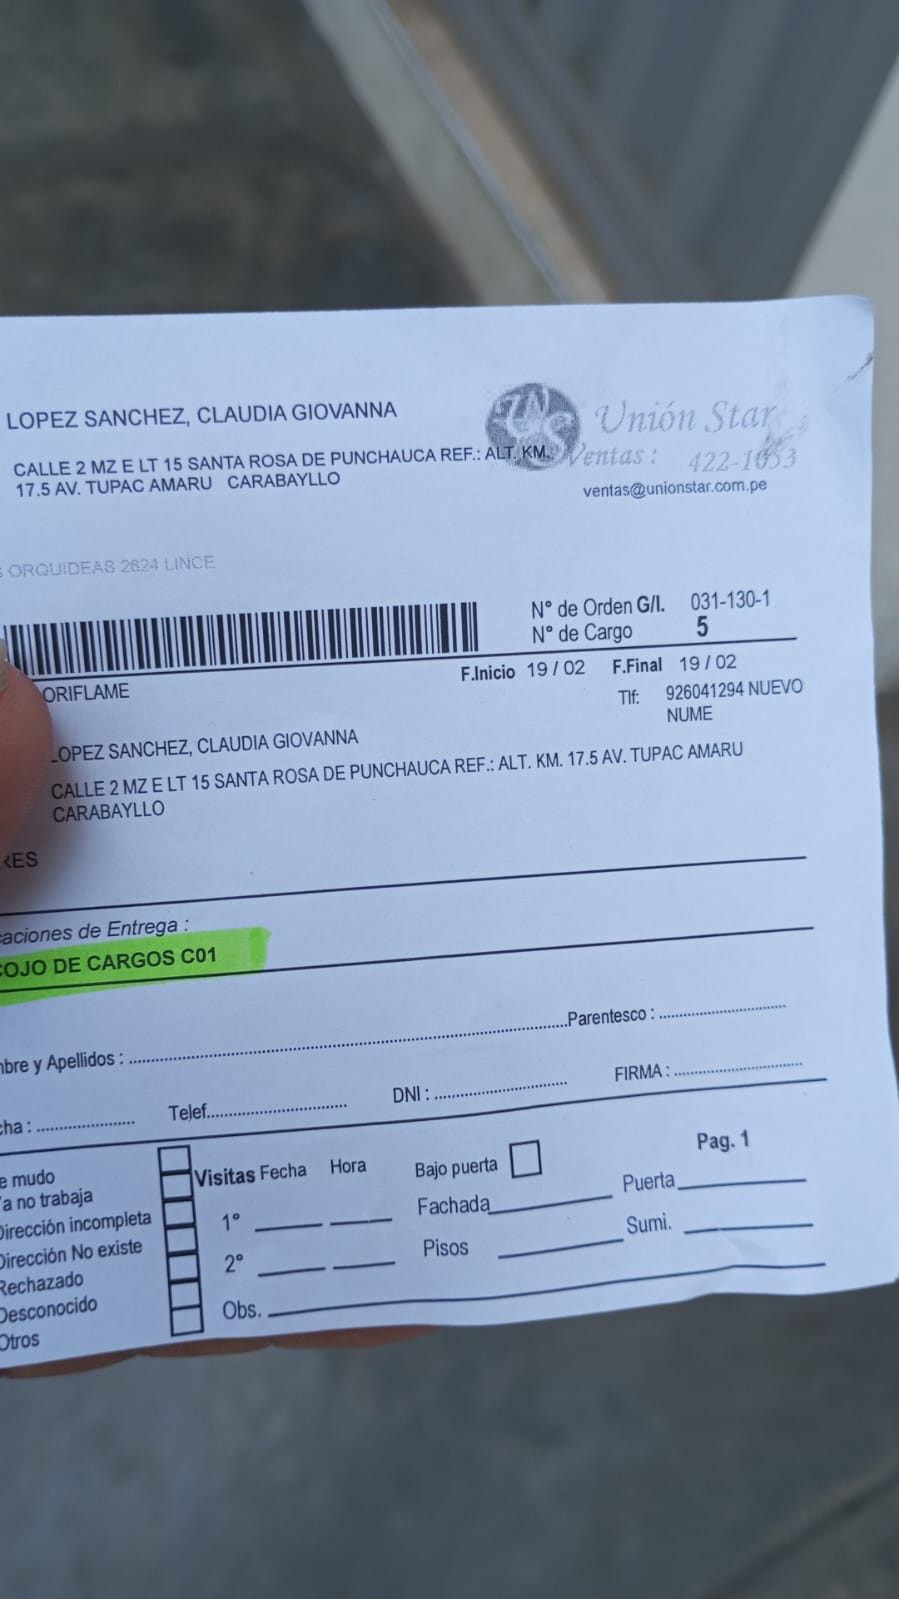 LOPEZ SANCHEZ, CLAUDIA GIOVANNA
Unión Star
CALLE 2 MZ E LT 15 SANTA ROSA DE PUNCHAUCA REF.: ALT. KM.
Ventas : 422-1053
17.5 AV. TUPAC AMARU CARABAYLLO
ventas@unionstar.com.pe
ORQUIDEAS 2624 LINCE
N° de Orden G/I. 031-130-1
N° de Cargo 5
ORIFLAME
F.Inicio 19 / 02 F.Final 19 / 02
Tlf: 926041294 NUEVO
NUME
LOPEZ SANCHEZ, CLAUDIA GIOVANNA
CALLE 2 MZ E LT 15 SANTA ROSA DE PUNCHAUCA REF.: ALT. KM. 17.5 AV. TUPAC AMARU
CARABAYLLO
RES
caciones de Entrega :
COJO DE CARGOS C01
mbre y Apellidos : Parentesco :
cha : Telef. DNI : FIRMA :
Pag. 1
e mudo
Ya no trabaja
Dirección incompleta
Dirección No existe
Rechazado
Desconocido
Otros
Visitas Fecha Hora
1°
2°
Obs.
Bajo puerta
Fachada
Puerta
Pisos
Sumi.